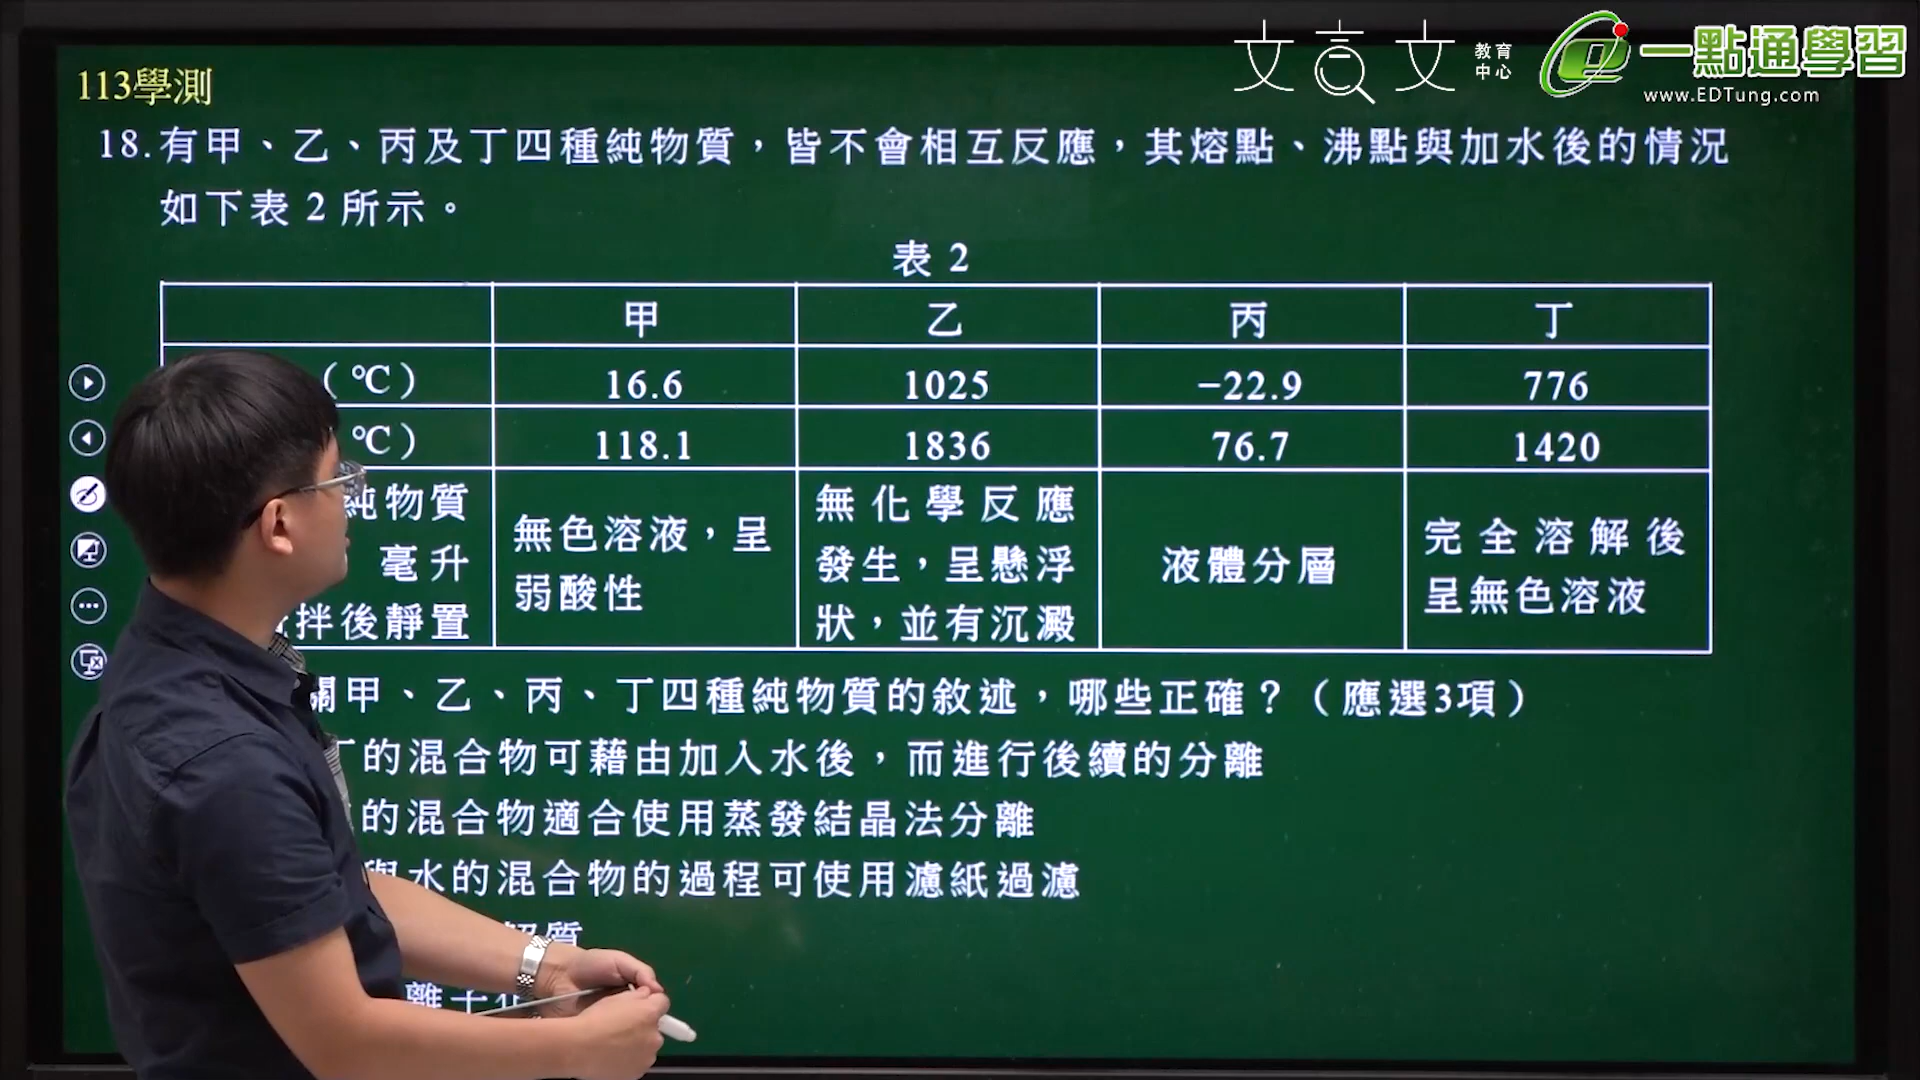 文言文
教育
中心
一點通學習
www.EDTung.com
113學測
18.有甲、乙、丙及丁四種純物質，皆不會相互反應，其熔點、沸點與加水後的情況
如下表2所示。
表 2
甲 乙 丙 丁
(℃) 16.6 1025 −22.9 776
℃) 118.1 1836 76.7 1420
純物質
毫升
拌後靜置
無色溶液，呈
弱酸性
無化學反應
發生，呈懸浮
狀，並有沉澱
液體分層
完全溶解後
呈無色溶液
關甲、乙、丙、丁四種純物質的敘述，哪些正確？（應選3項）
丁的混合物可藉由加入水後，而進行後續的分離
的混合物適合使用蒸發結晶法分離
與水的混合物的過程可使用濾紙過濾
解質
離子化